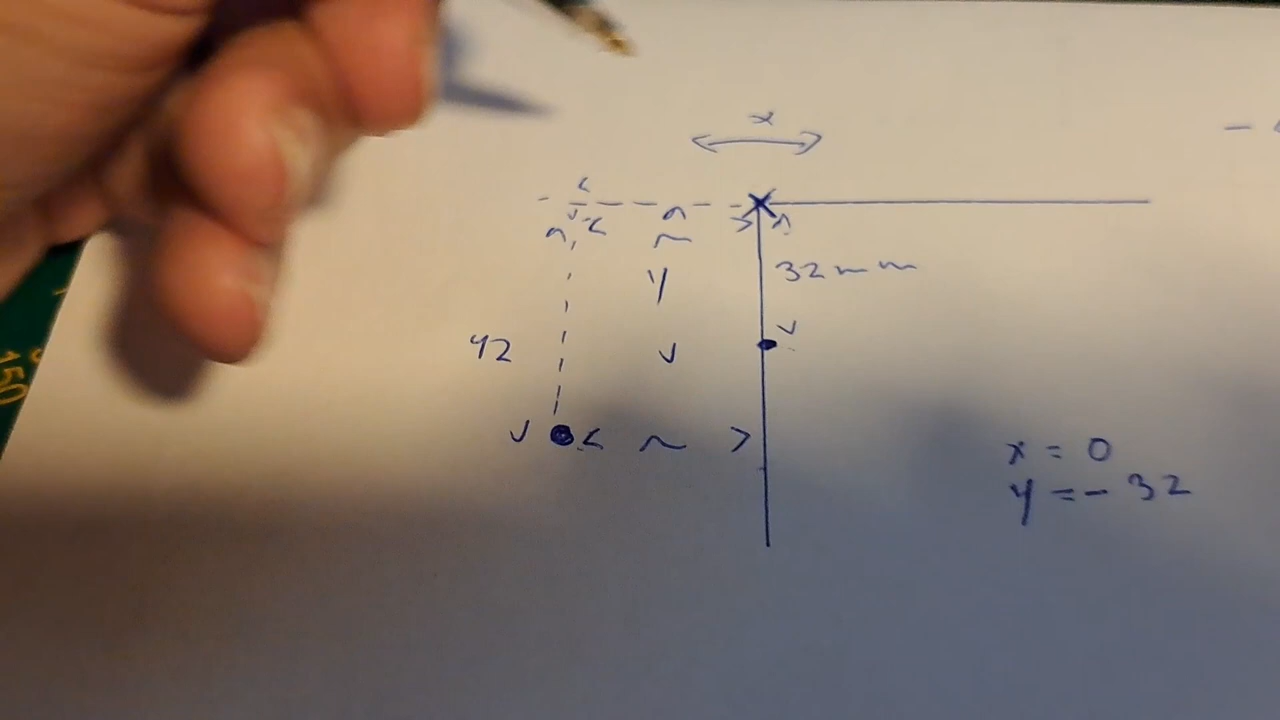 x
32mm
y
42
x = 0
y = - 32
150